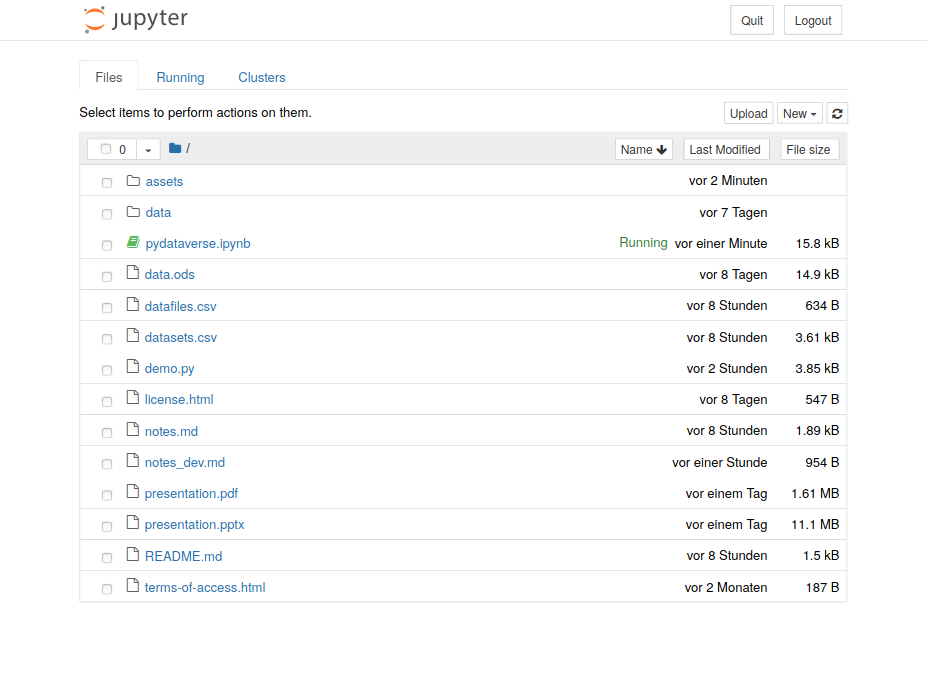 jupyter Quit Logout
Files Running Clusters
Select items to perform actions on them. Upload New
0 / Name Last Modified File size
assets vor 2 Minuten
data vor 7 Tagen
pydataverse.ipynb Running vor einer Minute 15.8 kB
data.ods vor 8 Tagen 14.9 kB
datafiles.csv vor 8 Stunden 634 B
datasets.csv vor 8 Stunden 3.61 kB
demo.py vor 2 Stunden 3.85 kB
license.html vor 8 Tagen 547 B
notes.md vor 8 Stunden 1.89 kB
notes_dev.md vor einer Stunde 954 B
presentation.pdf vor einem Tag 1.61 MB
presentation.pptx vor einem Tag 11.1 MB
README.md vor 8 Stunden 1.5 kB
terms-of-access.html vor 2 Monaten 187 B